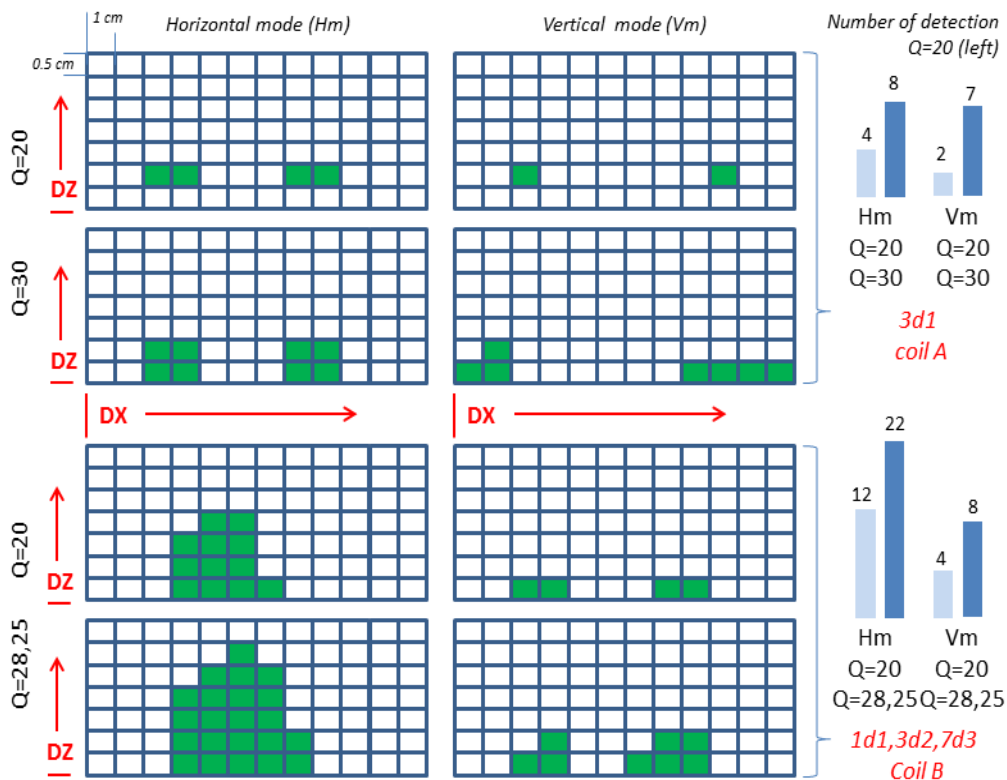 1 cm
Horizontal mode (Hm)
Vertical mode (Vm)
Number of detection
Q=20 (left)
0.5 cm
Q=20
DZ
8
4
7
2
Hm
Vm
Q=20
Q=20
Q=30
Q=30
3d1
coil A
Q=30
DZ
DX
DX
Q=20
DZ
22
12
8
4
Hm
Vm
Q=20
Q=20
Q=28,25
Q=28,25
1d1,3d2,7d3
Coil B
Q=28,25
DZ